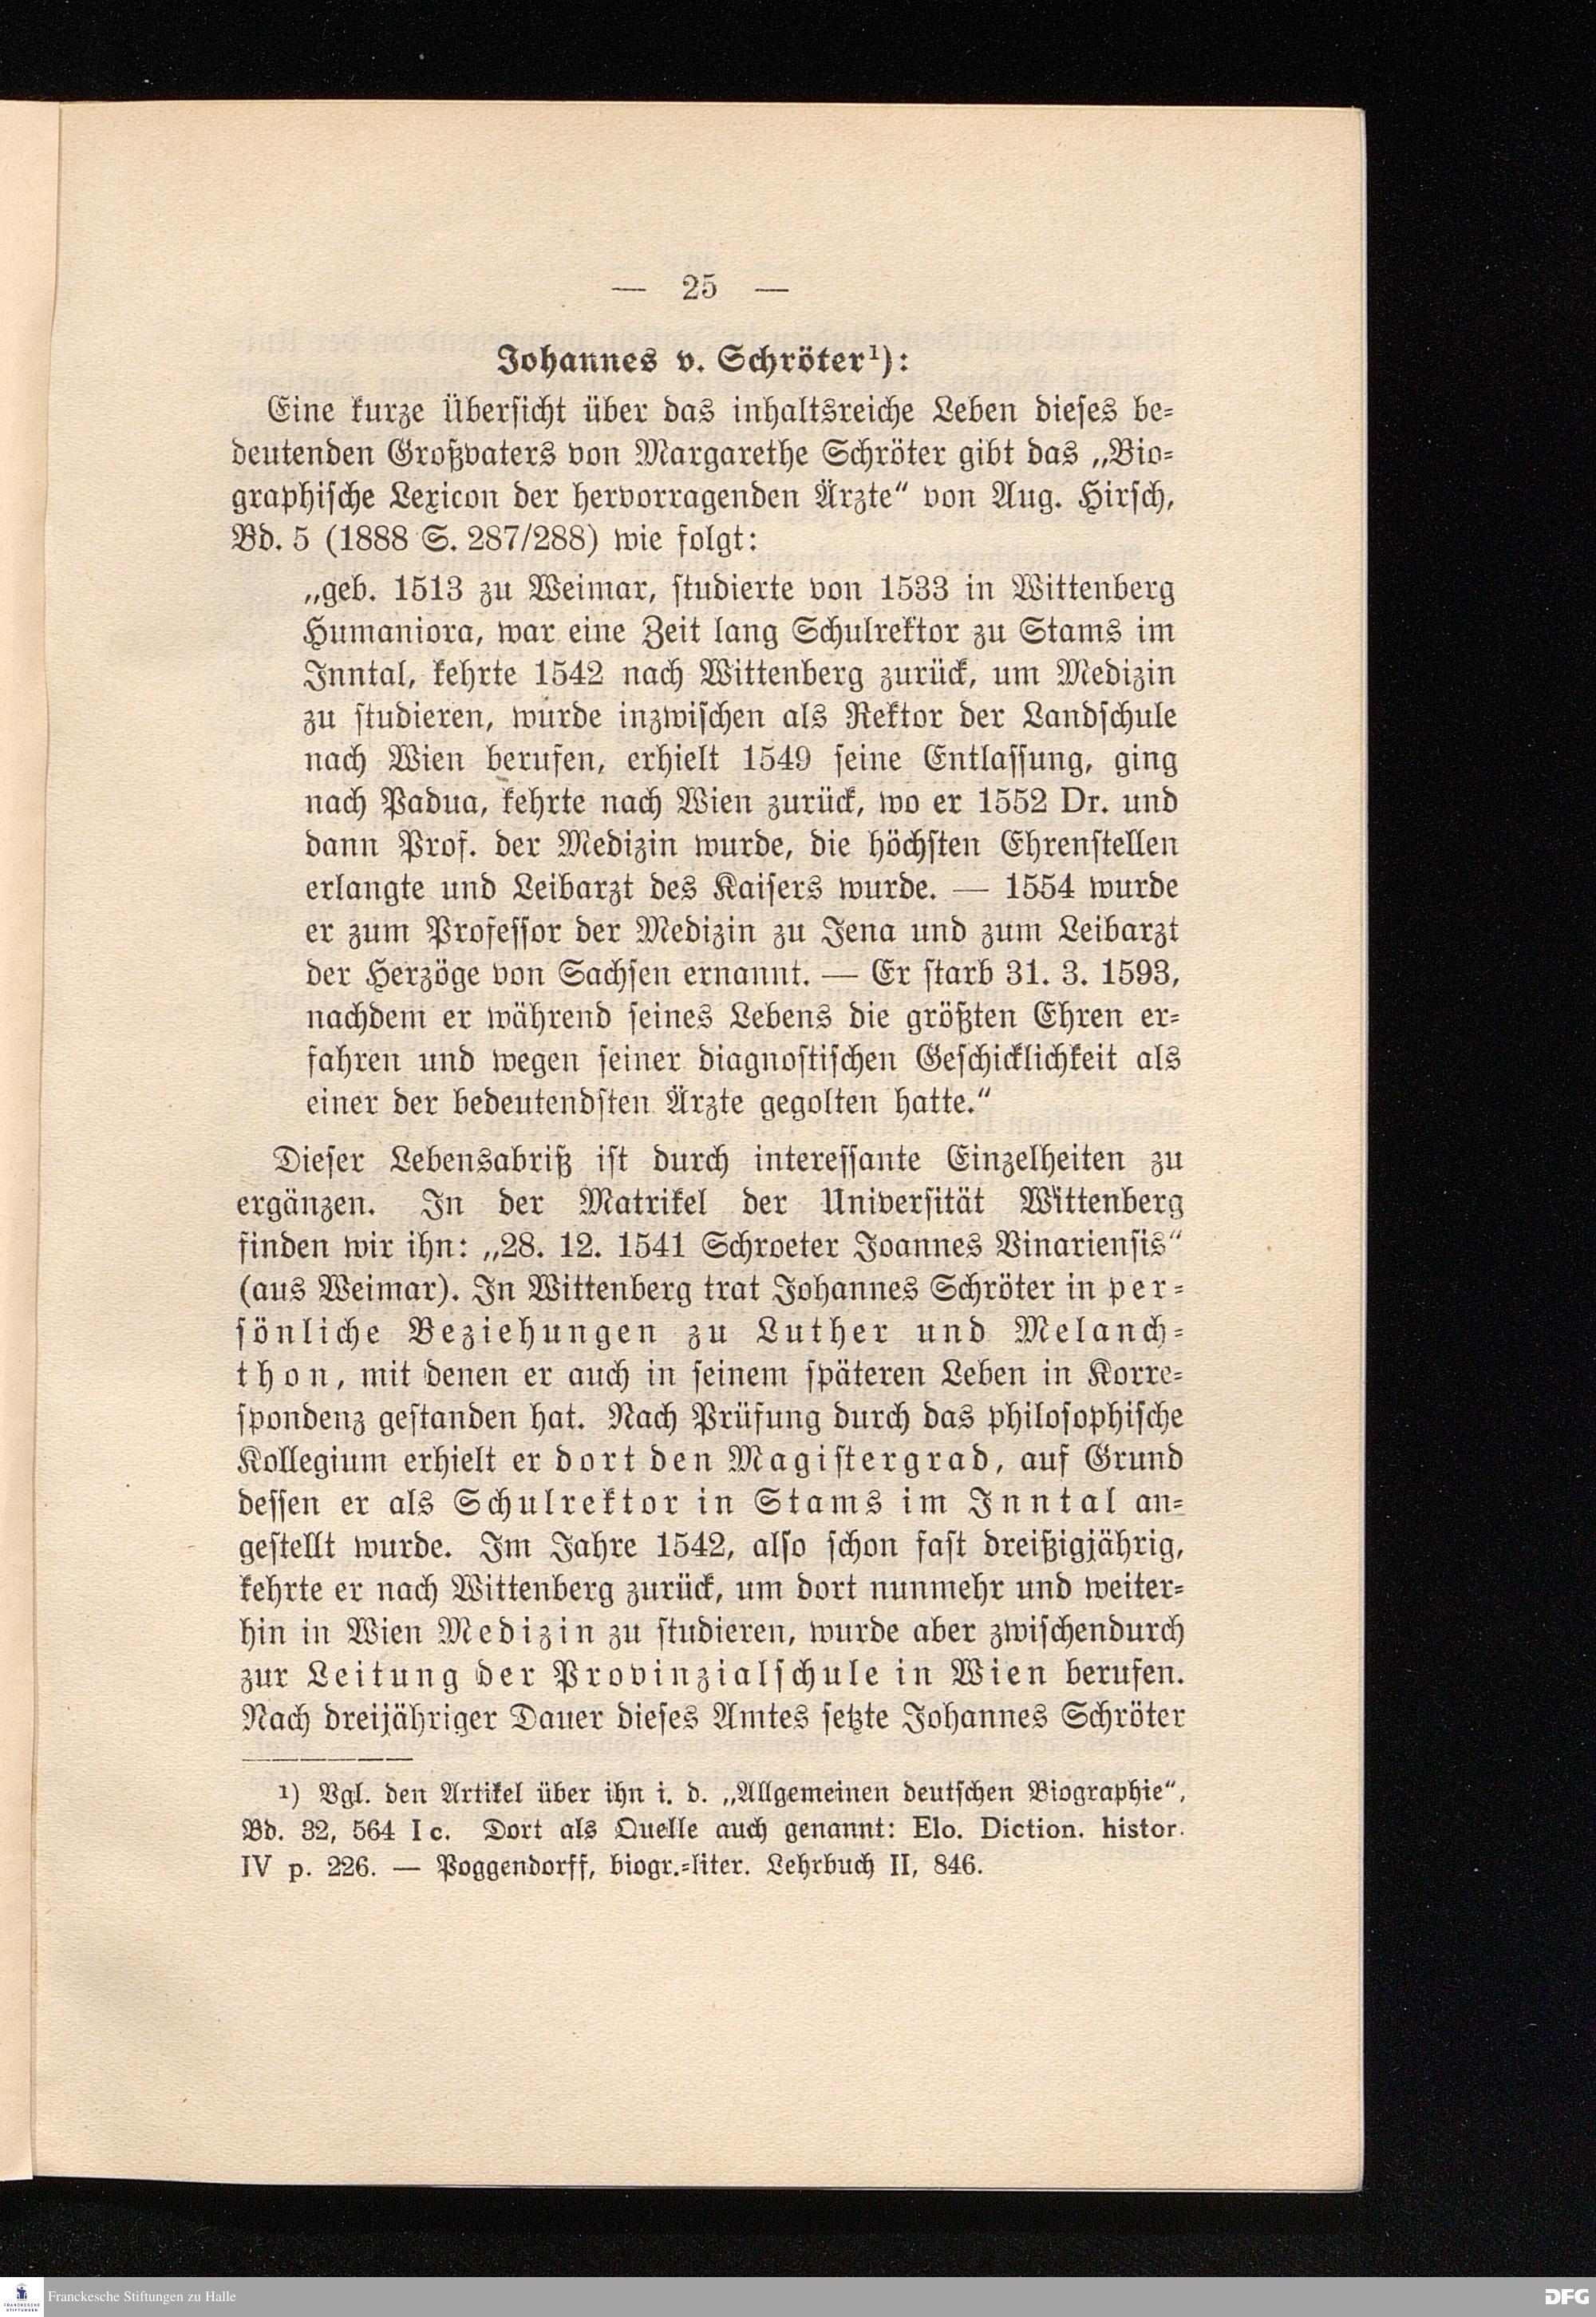 — 25 —
Johannes v. Schröter¹):
Eine kurze Übersicht über das inhaltsreiche Leben dieses be-
deutenden Großvaters von Margarethe Schröter gibt das „Bio-
graphische Lexicon der hervorragenden Ärzte“ von Aug. Hirsch,
Bd. 5 (1888 S. 287/288) wie folgt:
„geb. 1513 zu Weimar, studierte von 1533 in Wittenberg
Humaniora, war eine Zeit lang Schulrektor zu Stams im
Inntal, kehrte 1542 nach Wittenberg zurück, um Medizin
zu studieren, wurde inzwischen als Rektor der Landschule
nach Wien berufen, erhielt 1549 seine Entlassung, ging
nach Padua, kehrte nach Wien zurück, wo er 1552 Dr. und
dann Prof. der Medizin wurde, die höchsten Ehrenstellen
erlangte und Leibarzt des Kaisers wurde. — 1554 wurde
er zum Professor der Medizin zu Jena und zum Leibarzt
der Herzöge von Sachsen ernannt. — Er starb 31. 3. 1593,
nachdem er während seines Lebens die größten Ehren er-
fahren und wegen seiner diagnostischen Geschicklichkeit als
einer der bedeutendsten Ärzte gegolten hatte.“
Dieser Lebensabriß ist durch interessante Einzelheiten zu
ergänzen. In der Matrikel der Universität Wittenberg
finden wir ihn: „28. 12. 1541 Schroeter Joannes Vinariensis“
(aus Weimar). In Wittenberg trat Johannes Schröter in per-
sönliche Beziehungen zu Luther und Melanch-
thon, mit denen er auch in seinem späteren Leben in Korre-
spondenz gestanden hat. Nach Prüfung durch das philosophische
Kollegium erhielt er dort den Magistergrad, auf Grund
dessen er als Schulrektor in Stams im Inntal an-
gestellt wurde. Im Jahre 1542, also schon fast dreißigjährig,
kehrte er nach Wittenberg zurück, um dort nunmehr und weiter-
hin in Wien Medizin zu studieren, wurde aber zwischendurch
zur Leitung der Provinzialschule in Wien berufen.
Nach dreijähriger Dauer dieses Amtes setzte Johannes Schröter
¹) Vgl. den Artikel über ihn i. d. „Allgemeinen deutschen Biographie“,
Bd. 32, 564 I c. Dort als Quelle auch genannt: Elo. Diction. histor.
IV p. 226. — Poggendorff, biogr.-liter. Lehrbuch II, 846.
Franckesche Stiftungen zu Halle
FRANCKESCHE
STIFTUNGEN
DFG